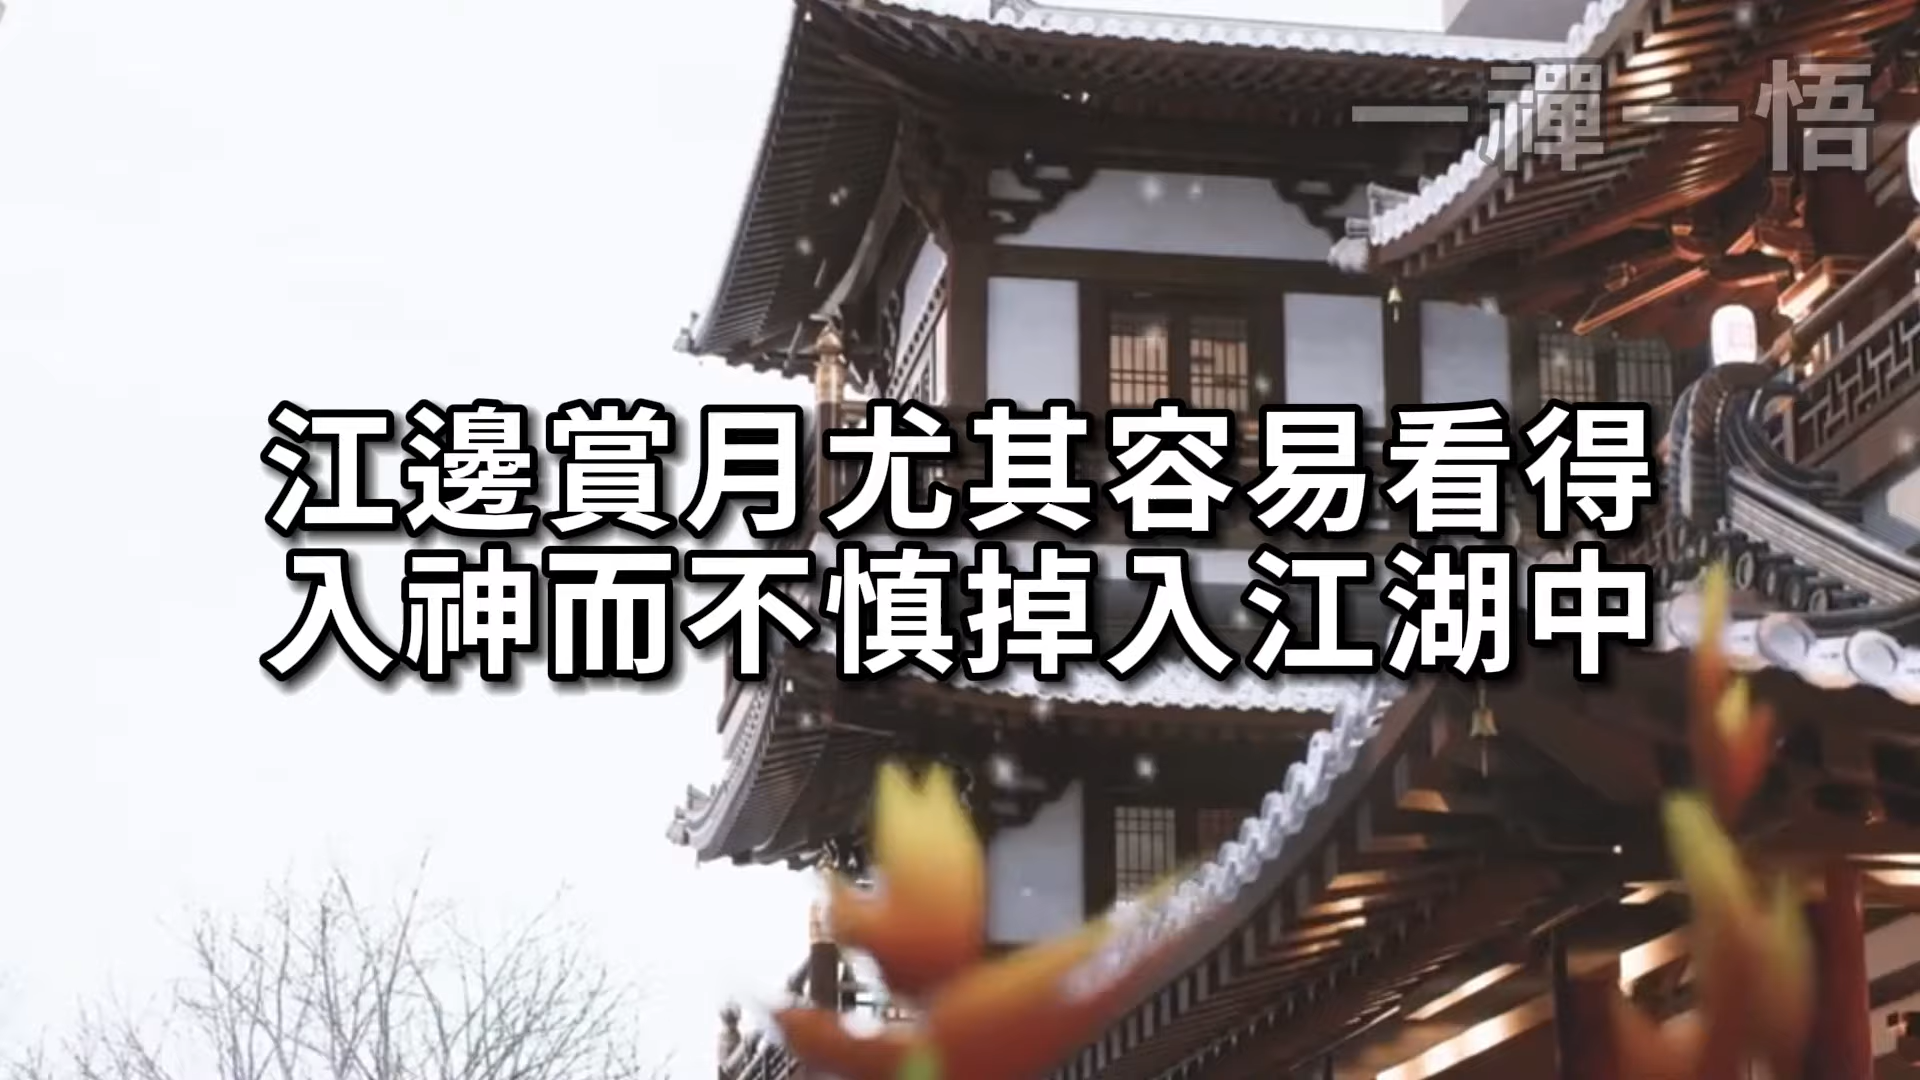 一禪一悟
江邊賞月尤其容易看得
入神而不慎掉入江湖中